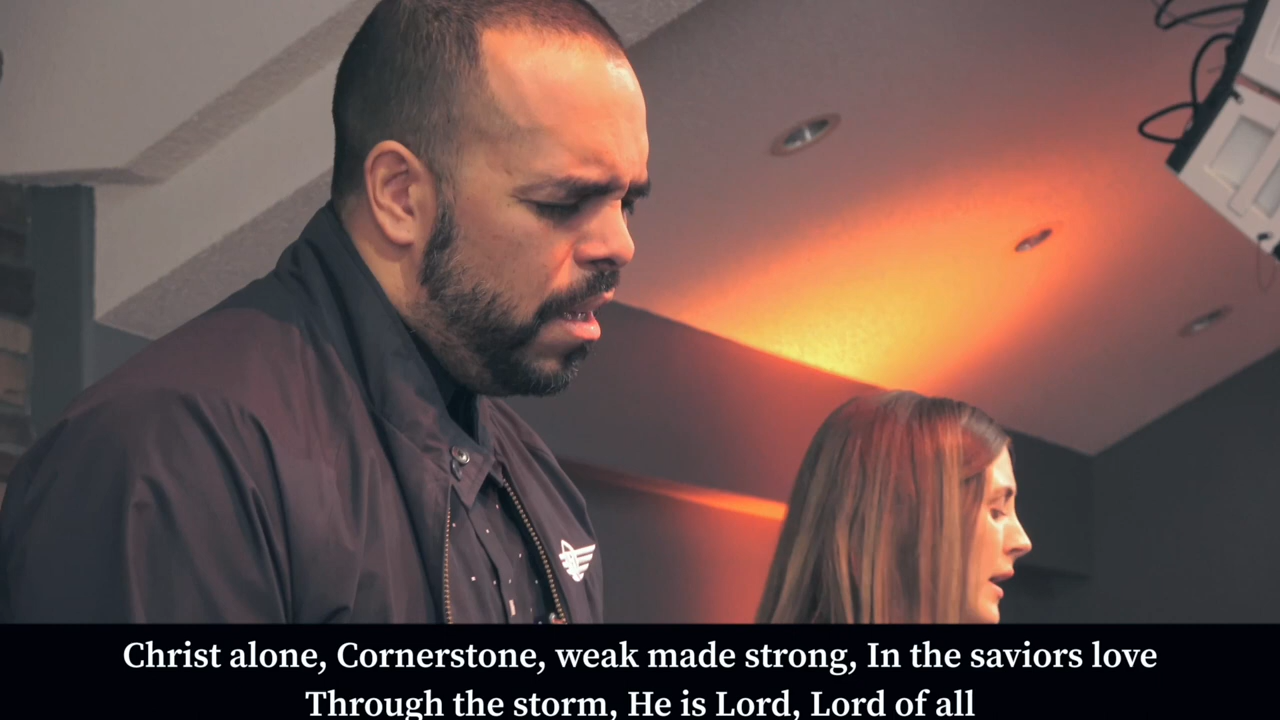 Christ alone, Cornerstone, weak made strong, In the saviors love
Through the storm, He is Lord, Lord of all